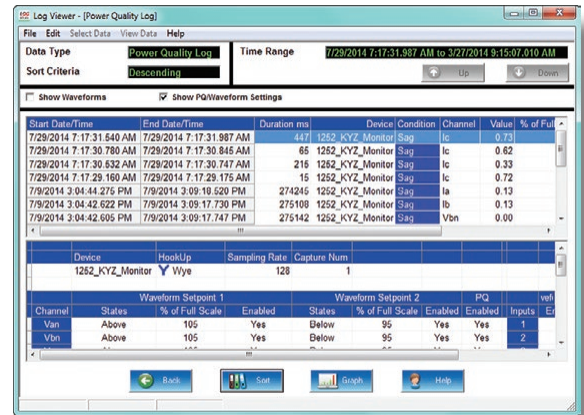 Log Viewer - [Power Quality Log]
File Edit Select Data View Data Help
Data Type Power Quality Log Time Range 7/29/2014 7:17:31.987 AM to 3/27/2014 9:15:07.010 AM
Sort Criteria Descending Up Down
Show Waveforms Show PQ/Waveform Settings
Start Date/Time End Date/Time Duration ms Device Condition Channel Value % of Full
7/29/2014 7:17:31.540 AM 7/29/2014 7:17:31.987 AM 447 1252_KYZ_Monitor Sag Ic 0.73
7/29/2014 7:17:30.780 AM 7/29/2014 7:17:30.845 AM 65 1252_KYZ_Monitor Sag Ic 0.62
7/29/2014 7:17:30.532 AM 7/29/2014 7:17:30.747 AM 215 1252_KYZ_Monitor Sag Ic 0.33
7/29/2014 7:17:29.160 AM 7/29/2014 7:17:29.175 AM 15 1252_KYZ_Monitor Sag Ic 0.72
7/9/2014 3:04:44.275 PM 7/9/2014 3:09:18.520 PM 274245 1252_KYZ_Monitor Sag Ia 0.13
7/9/2014 3:04:42.622 PM 7/9/2014 3:09:17.730 PM 275108 1252_KYZ_Monitor Sag Ib 0.13
7/9/2014 3:04:42.605 PM 7/9/2014 3:09:17.747 PM 275142 1252_KYZ_Monitor Sag Vbn 0.00
Device HookUp Sampling Rate Capture Num
1252_KYZ_Monitor Wye 128 1
Waveform Setpoint 1 Waveform Setpoint 2 PQ
Channel States % of Full Scale Enabled States % of Full Scale Enabled Enabled Inputs
Van Above 105 Yes Below 95 Yes Yes 1
Vbn Above 105 Yes Below 95 Yes Yes 2
Back Sort Graph Help